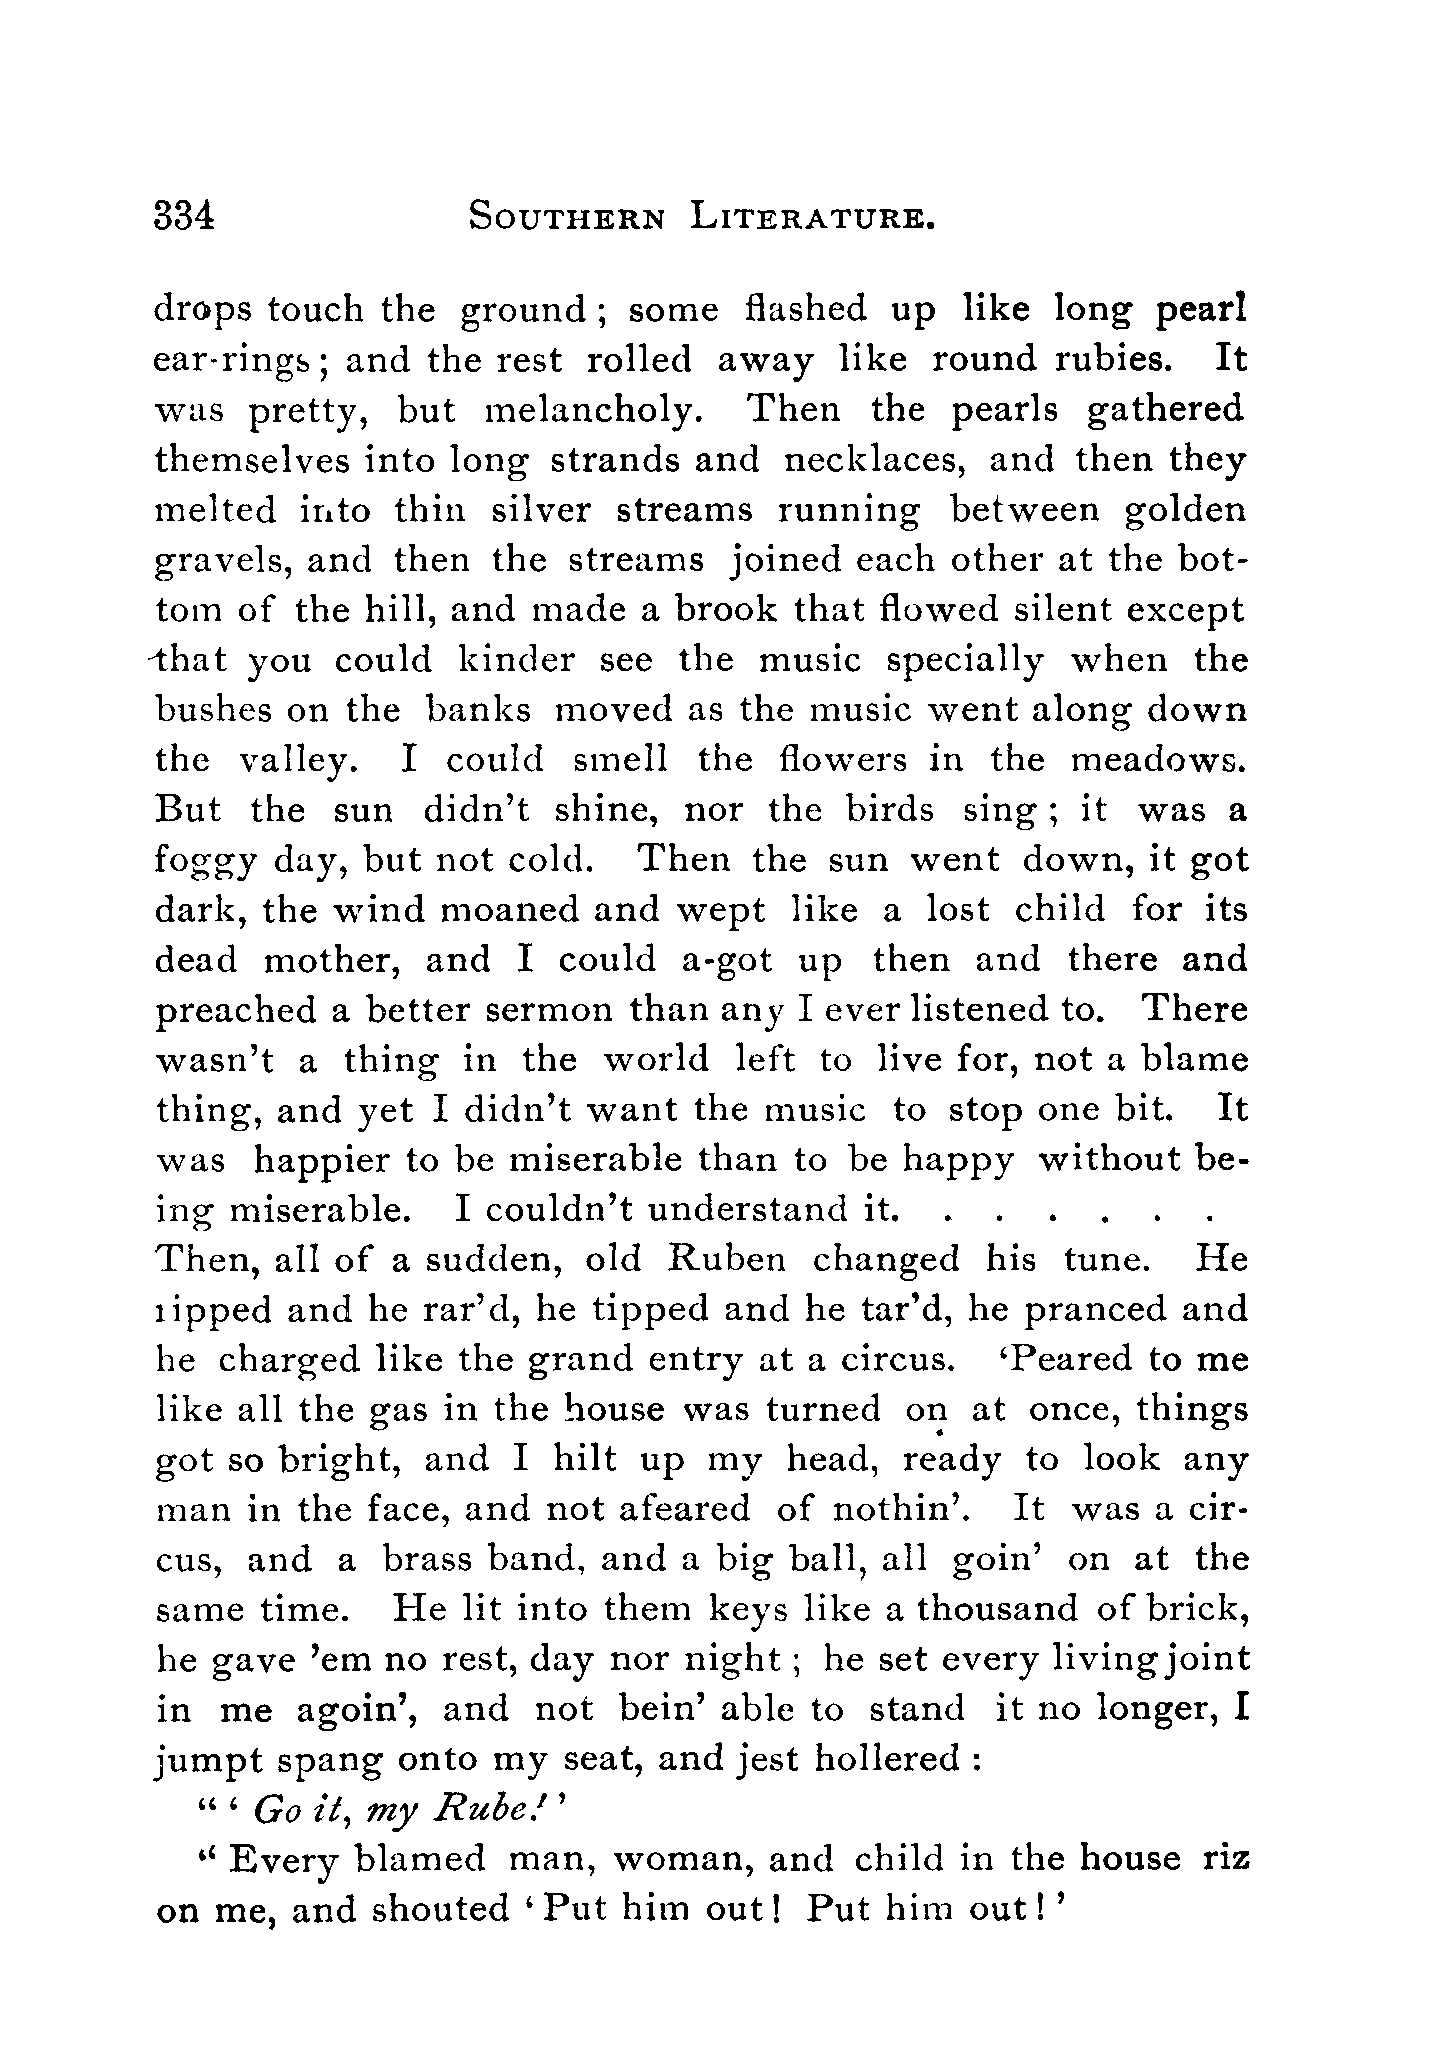 334 SOUTHERN LITERATURE.
drops touch the ground; some flashed up like long pearl
ear-rings; and the rest rolled away like round rubies. It
was pretty, but melancholy. Then the pearls gathered
themselves into long strands and necklaces, and then they
melted into thin silver streams running between golden
gravels, and then the streams joined each other at the bot-
tom of the hill, and made a brook that flowed silent except
that you could kinder see the music specially when the
bushes on the banks moved as the music went along down
the valley. I could smell the flowers in the meadows.
But the sun didn't shine, nor the birds sing; it was a
foggy day, but not cold. Then the sun went down, it got
dark, the wind moaned and wept like a lost child for its
dead mother, and I could a-got up then and there and
preached a better sermon than any I ever listened to. There
wasn't a thing in the world left to live for, not a blame
thing, and yet I didn't want the music to stop one bit. It
was happier to be miserable than to be happy without be-
ing miserable. I couldn't understand it. . . . . . .
Then, all of a sudden, old Ruben changed his tune. He
ripped and he rar'd, he tipped and he tar'd, he pranced and
he charged like the grand entry at a circus. 'Peared to me
like all the gas in the house was turned on at once, things
got so bright, and I hilt up my head, ready to look any
man in the face, and not afeared of nothin'. It was a cir-
cus, and a brass band, and a big ball, all goin' on at the
same time. He lit into them keys like a thousand of brick,
he gave 'em no rest, day nor night; he set every living joint
in me agoin', and not bein' able to stand it no longer, I
jumpt spang onto my seat, and jest hollered:
"'Go it, my Rube!'
"Every blamed man, woman, and child in the house riz
on me, and shouted 'Put him out! Put him out!'